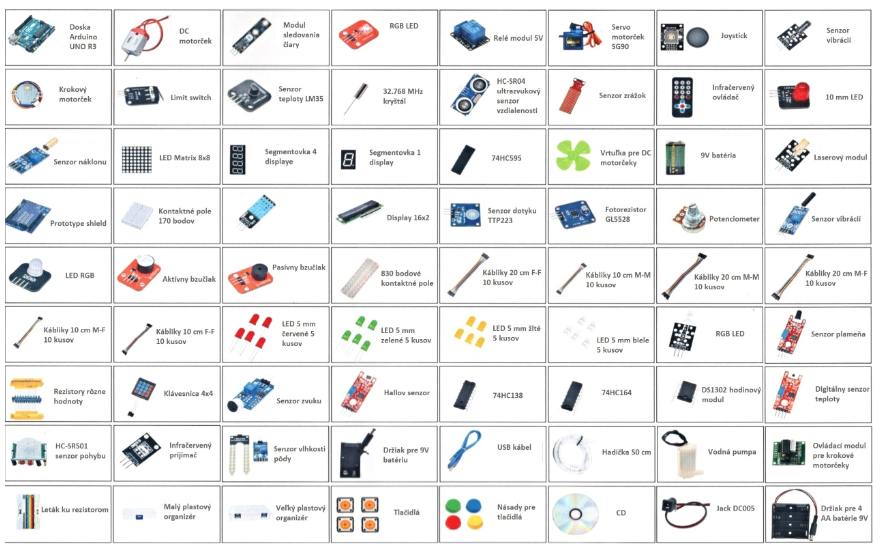 Doska
Arduino
UNO R3
DC
motorček
Modul
sledovania
čiary
RGB LED
Relé modul 5V
Servo
motorček
SG90
Joystick
Senzor
vibrácií
Krokový
motorček
Limit switch
Senzor
teploty LM35
32.768 MHz
kryštál
HC-SR04
ultrazvukový
senzor
vzdialenosti
Senzor zrážok
Infračervený
ovládač
10 mm LED
Senzor náklonu
LED Matrix 8x8
Segmentovka 4
displaye
Segmentovka 1
display
74HC595
Vrtuľka pre DC
motorčeky
9V batéria
Laserový modul
Prototype shield
Kontaktné pole
170 bodov
Display 16x2
Senzor dotyku
TTP223
Fotorezistor
GL5528
Potenciometer
Senzor vibrácií
LED RGB
Aktívny bzučiak
Pasívny bzučiak
830 bodové
kontaktné pole
Kábliky 20 cm F-F
10 kusov
Kábliky 10 cm M-M
10 kusov
Kábliky 20 cm M-M
10 kusov
Kábliky 20 cm M-F
10 kusov
Kábliky 10 cm M-F
10 kusov
Kábliky 10 cm F-F
10 kusov
LED 5 mm
červené 5
kusov
LED 5 mm
zelené 5 kusov
LED 5 mm žlté
5 kusov
LED 5 mm biele
5 kusov
RGB LED
Senzor plameňa
Rezistory rôzne
hodnoty
Klávesnica 4x4
Senzor zvuku
Hallov senzor
74HC138
74HC164
DS1302 hodinový
modul
Digitálny senzor
teploty
HC-SR501
senzor pohybu
Infračervený
prijímač
Senzor vlhkosti
pôdy
Držiak pre 9V
batériu
USB kábel
Hadička 50 cm
Vodná pumpa
Ovládací modul
pre krokové
motorčeky
Leták ku rezistorom
Malý plastový
organizér
Veľký plastový
organizér
Tlačidlá
Násady pre
tlačidlá
CD
Jack DC005
Držiak pre 4
AA batérie 9V